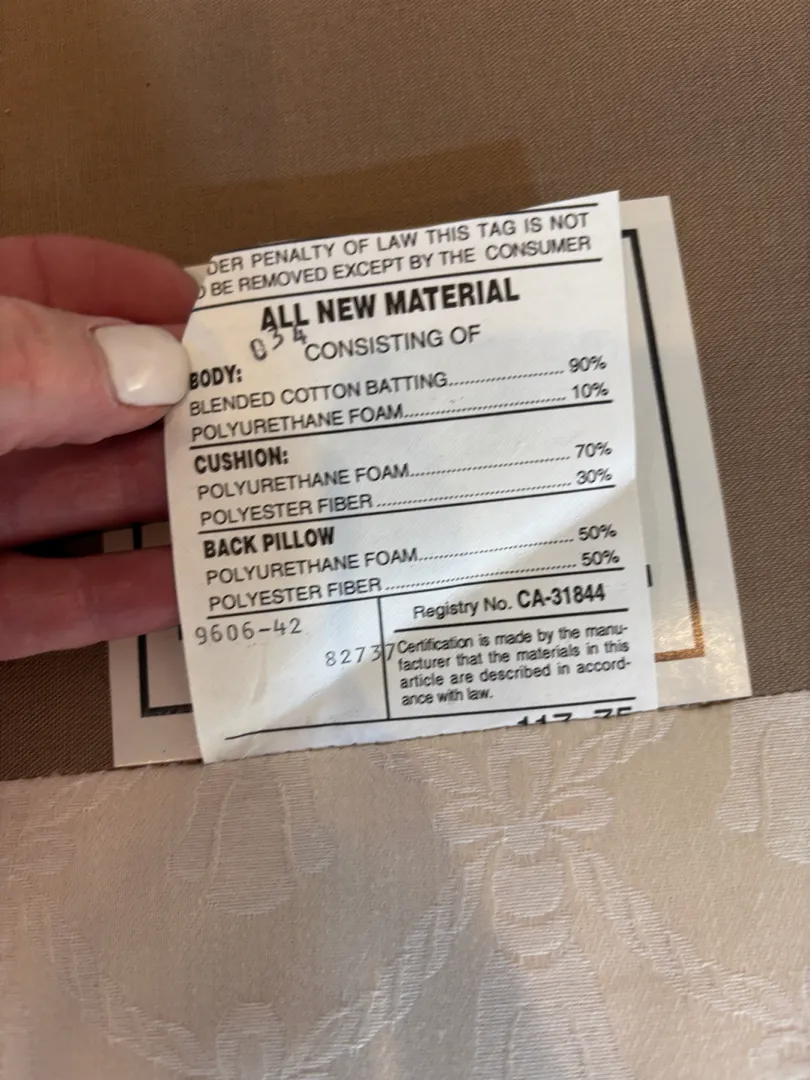 DER PENALTY OF LAW THIS TAG IS NOT
BE REMOVED EXCEPT BY THE CONSUMER
ALL NEW MATERIAL
034
CONSISTING OF
BODY:
BLENDED COTTON BATTING........................ 90%
POLYURETHANE FOAM................................. 10%
CUSHION:
POLYURETHANE FOAM................................. 70%
POLYESTER FIBER........................................ 30%
BACK PILLOW
POLYURETHANE FOAM................................. 50%
POLYESTER FIBER........................................ 50%
9606-42
82737
Registry No. CA-31844
Certification is made by the manu-
facturer that the materials in this
article are described in accord-
ance with law.